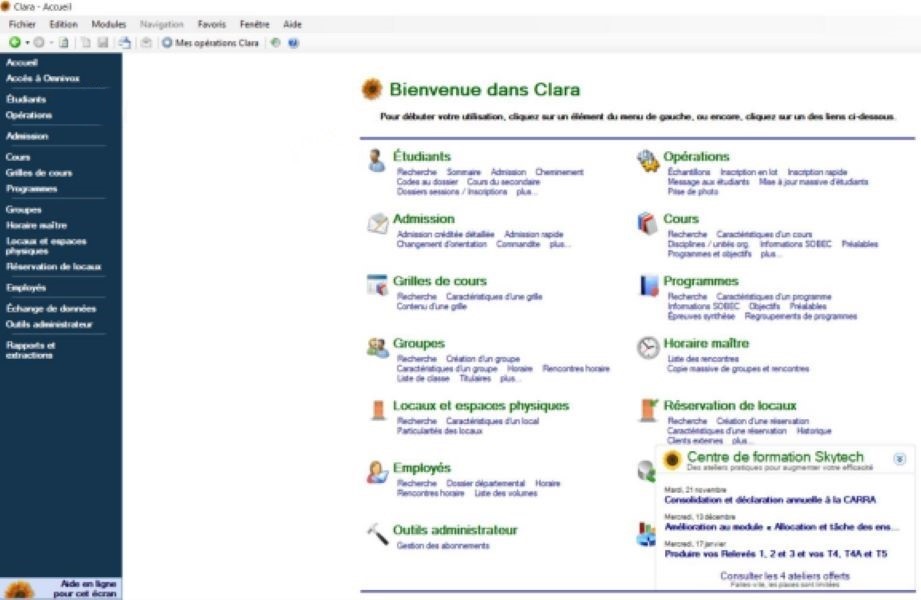 Clara - Accueil
Fichier Edition Modules Navigation Favoris Fenêtre Aide
Mes opérations Clara
Accueil
Accès à Omnivox
Étudiants
Opérations
Admission
Cours
Grilles de cours
Programmes
Groupes
Horaire maître
Locaux et espaces
physiques
Réservation de locaux
Employés
Échange de données
Outils administrateur
Rapports et
extractions
Aide en ligne
pour cet écran
Bienvenue dans Clara
Pour débuter votre utilisation, cliquez sur un élément du menu de gauche, ou encore, cliquez sur un des liens ci-dessous.
Étudiants
Recherche Sommaire Admission Cheminement
Codes au dossier Cours du secondaire
Dossiers sessions / Inscriptions plus...
Opérations
Échantillons Inscription en lot Inscription rapide
Message aux étudiants Mise à jour massive d'étudiants
Prise de photo
Admission
Admission créditée détaillée Admission rapide
Changement d'orientation Commandite plus...
Cours
Recherche Caractéristiques d'un cours
Disciplines / unités org. Informations SOBEC Préalables
Programmes et objectifs plus...
Grilles de cours
Recherche Caractéristiques d'une grille
Contenu d'une grille
Programmes
Recherche Caractéristiques d'un programme
Informations SOBEC Objectifs Préalables
Épreuves synthèse Regroupements de programmes
Groupes
Recherche Création d'un groupe
Caractéristiques d'un groupe Horaire Rencontres horaire
Liste de classe Titulaires plus...
Horaire maître
Liste des rencontres
Copie massive de groupes et rencontres
Locaux et espaces physiques
Recherche Caractéristiques d'un local
Particularités des locaux
Réservation de locaux
Recherche Création d'une réservation
Caractéristiques d'une réservation Historique
Clients externes plus...
Employés
Recherche Dossier départemental Horaire
Rencontres horaire Liste des volumes
Outils administrateur
Gestion des abonnements
Centre de formation Skytech
Des ateliers pratiques pour augmenter votre efficacité
Mardi, 21 novembre
Consolidation et déclaration annuelle à la CARRA
Mercredi, 13 décembre
Amélioration au module « Allocation et tâche des ens...
Mercredi, 17 janvier
Produire vos Relevés 1, 2 et 3 et vos T4, T4A et T5
Consulter les 4 ateliers offerts
Faites-vite, les places sont limitées